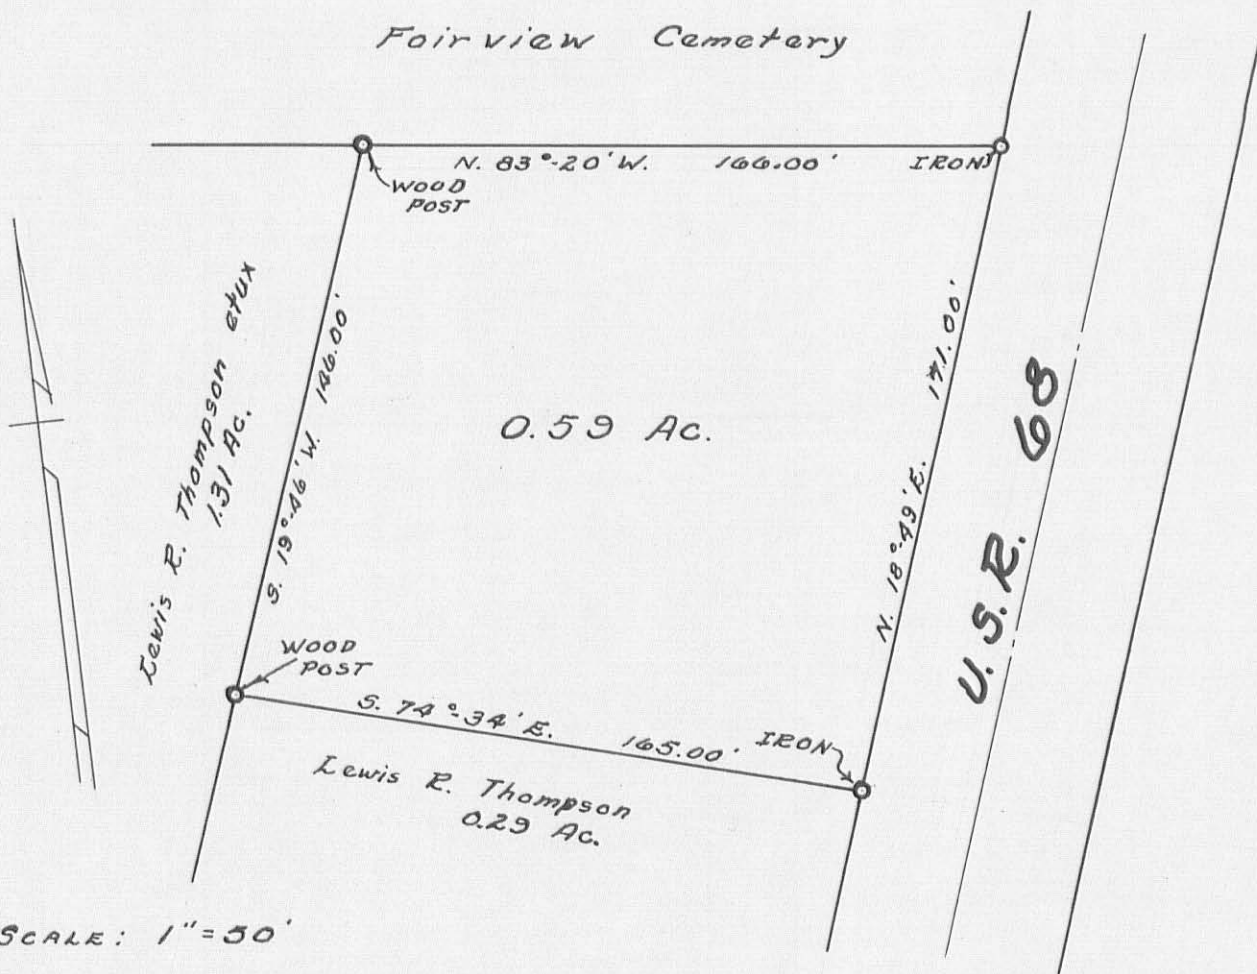 Fairview Cemetery
N. 83°-20' W. 166.00' IRON
WOOD
POST
Lewis R. Thompson etux
1.31 Ac.
S. 19°-46' W. 146.00'
0.59 Ac.
N. 18°-49' E. 171.00'
U.S.R. 68
WOOD
POST
S. 74°-34' E. 165.00' IRON
Lewis R. Thompson
0.29 Ac.
SCALE: 1"=50'